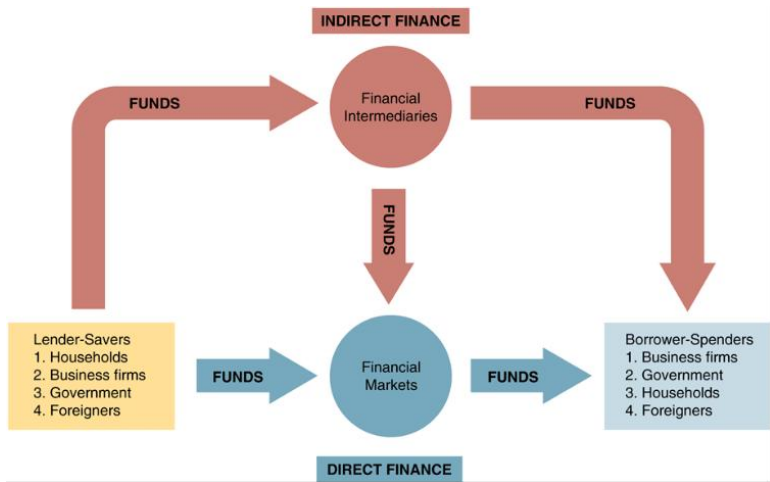 INDIRECT FINANCE
FUNDS
Financial
Intermediaries
FUNDS
FUNDS
Lender-Savers
1. Households
2. Business firms
3. Government
4. Foreigners
FUNDS
Financial
Markets
FUNDS
Borrower-Spenders
1. Business firms
2. Government
3. Households
4. Foreigners
DIRECT FINANCE